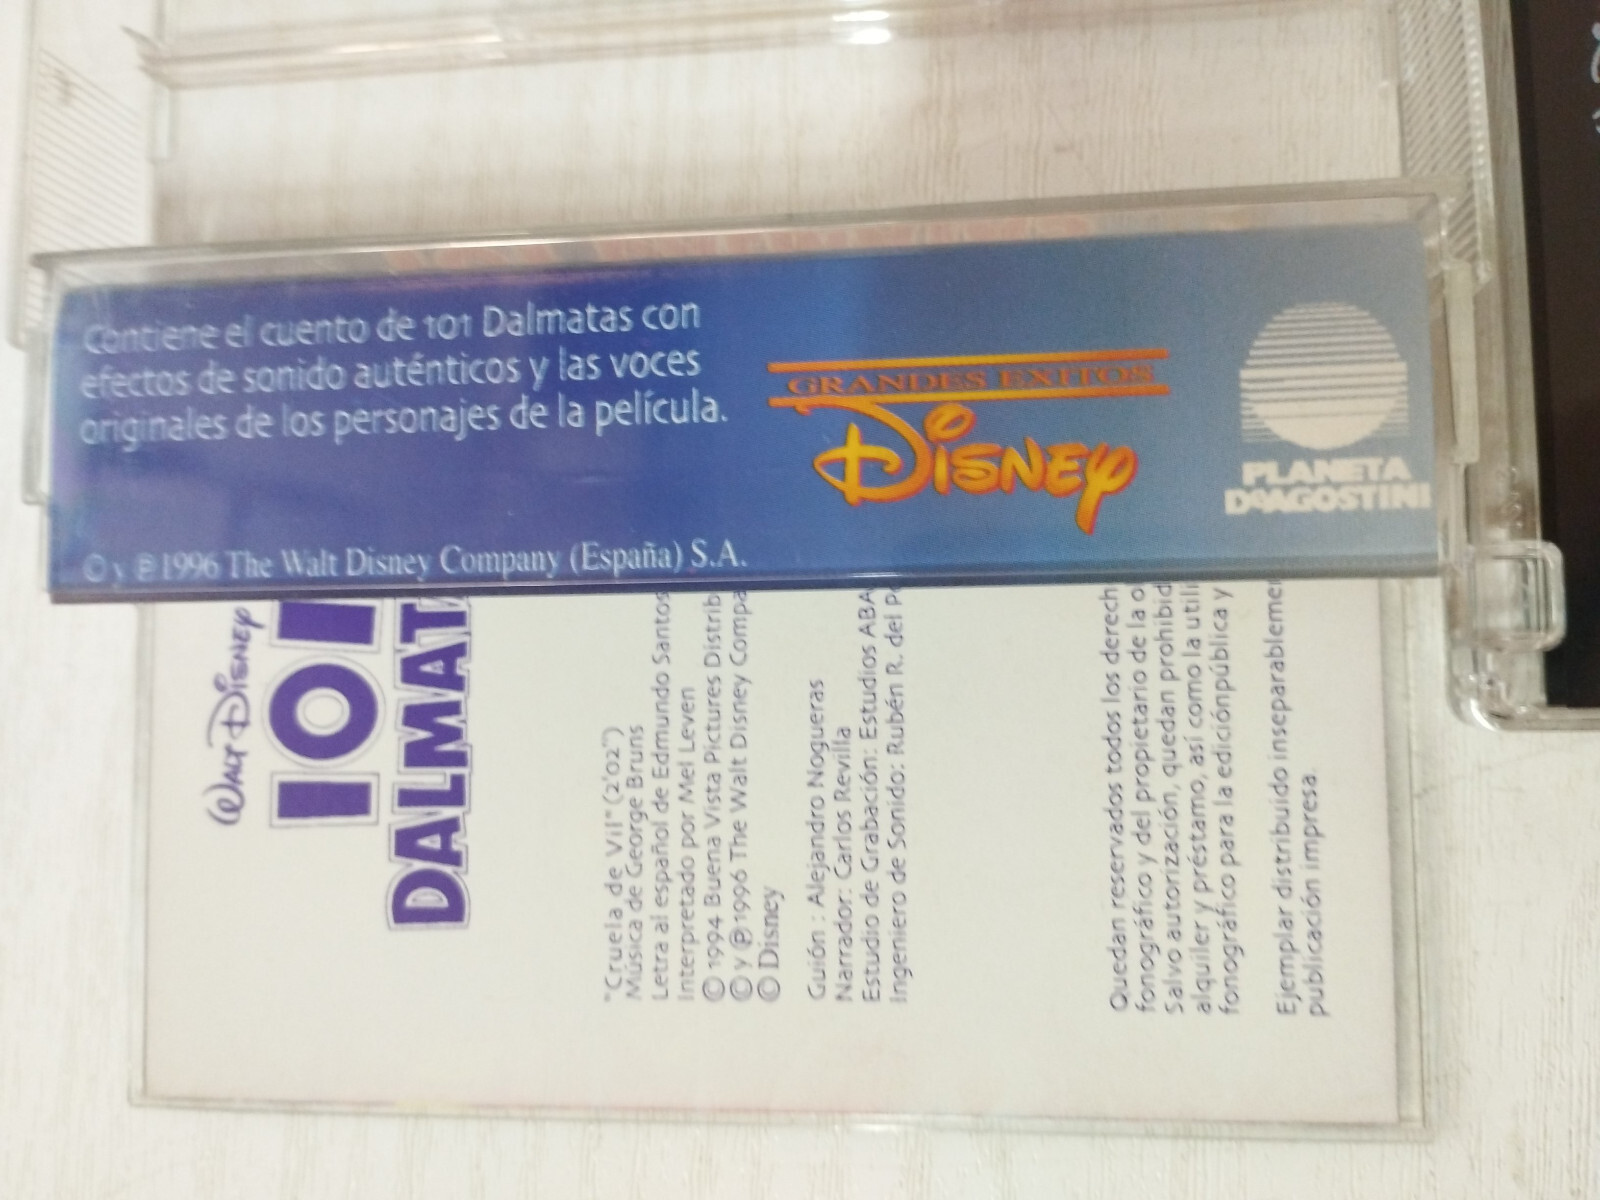 Contiene el cuento de 101 Dalmatas con
efectos de sonido auténticos y las voces
originales de los personajes de la película.
© y ℗ 1996 The Walt Disney Company (España) S.A.
GRANDES EXITOS
DISNEY
PLANETA
DeAGOSTINI
WALT DISNEY
101
DALMAT
"Cruela de Vil" (2'02")
Música de George Bruns
Letra al español de Edmundo Santos
Interpretado por Mel Leven
© 1994 Buena Vista Pictures Distrib
© y ℗ 1996 The Walt Disney Compa
© Disney
Guión : Alejandro Nogueras
Narrador: Carlos Revilla
Estudio de Grabación: Estudios ABA
Ingeniero de Sonido: Rubén R. del
Quedan reservados todos los derech
fonográfico y del propietario de la o
Salvo autorización, quedan prohibid
alquiler y préstamo, así como la utili
fonográfico para la ediciónpública y
Ejemplar distribuido inseparableme
publicación impresa.